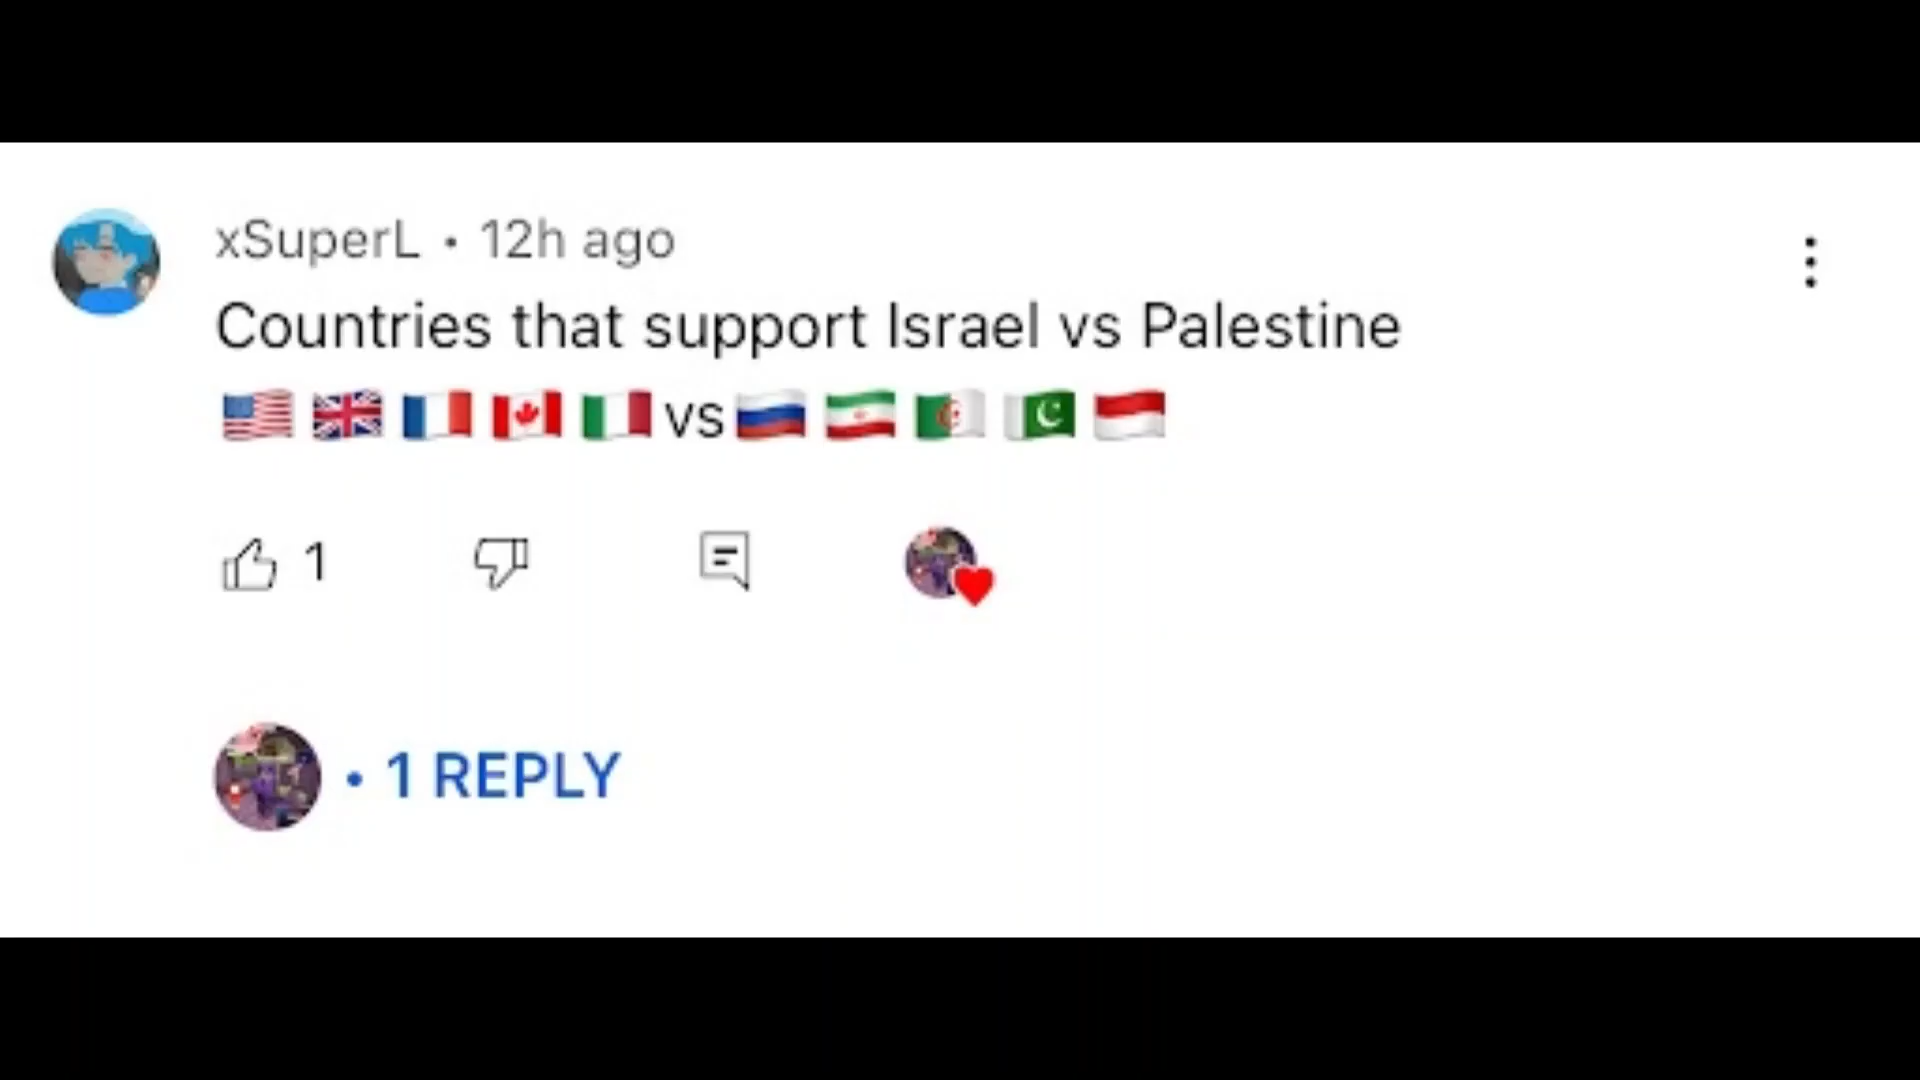 xSuperL • 12h ago
Countries that support Israel vs Palestine
🇺🇸 🇬🇧 🇫🇷 🇨🇦 🇮🇹 vs 🇷🇺 🇮🇷 🇩🇿 🇵🇰 🇮🇩
1
• 1 REPLY